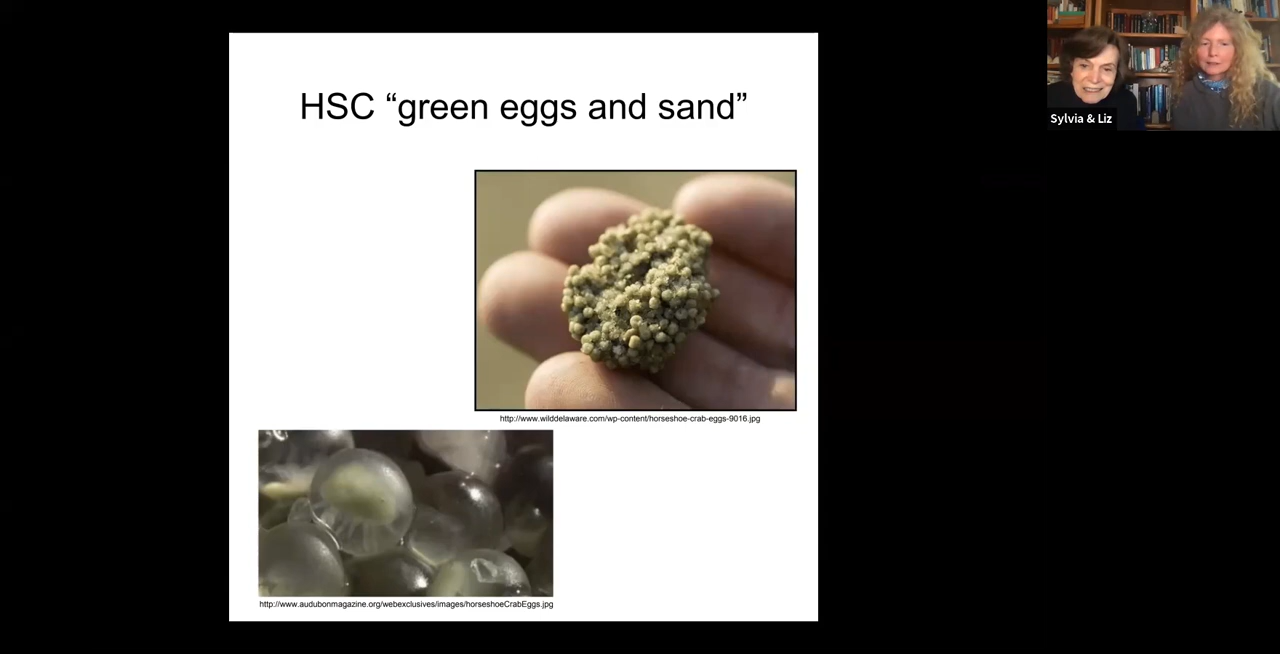 HSC “green eggs and sand”
Sylvia & Liz
http://www.wilddelaware.com/wp-content/horseshoe-crab-eggs-9016.jpg
http://www.audubonmagazine.org/webexclusives/images/horseshoeCrabEggs.jpg